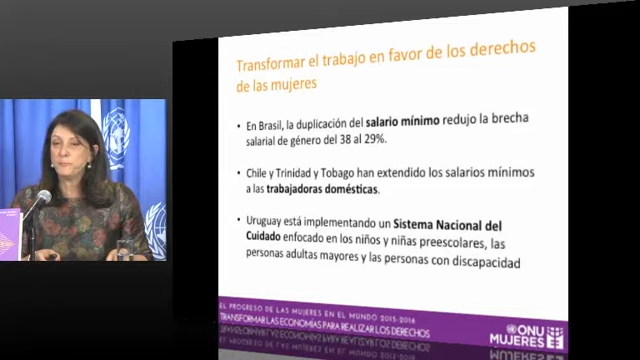 Transformar el trabajo en favor de los derechos
de las mujeres
• En Brasil, la duplicación del salario mínimo redujo la brecha
salarial de género del 38 al 29%.
• Chile y Trinidad y Tobago han extendido los salarios mínimos
a las trabajadoras domésticas.
• Uruguay está implementando un Sistema Nacional del
Cuidado enfocado en los niños y niñas preescolares, las
personas adultas mayores y las personas con discapacidad
EL PROGRESO DE LAS MUJERES EN EL MUNDO 2015-2016
TRANSFORMAR LAS ECONOMÍAS PARA REALIZAR LOS DERECHOS
ONU
MUJERES